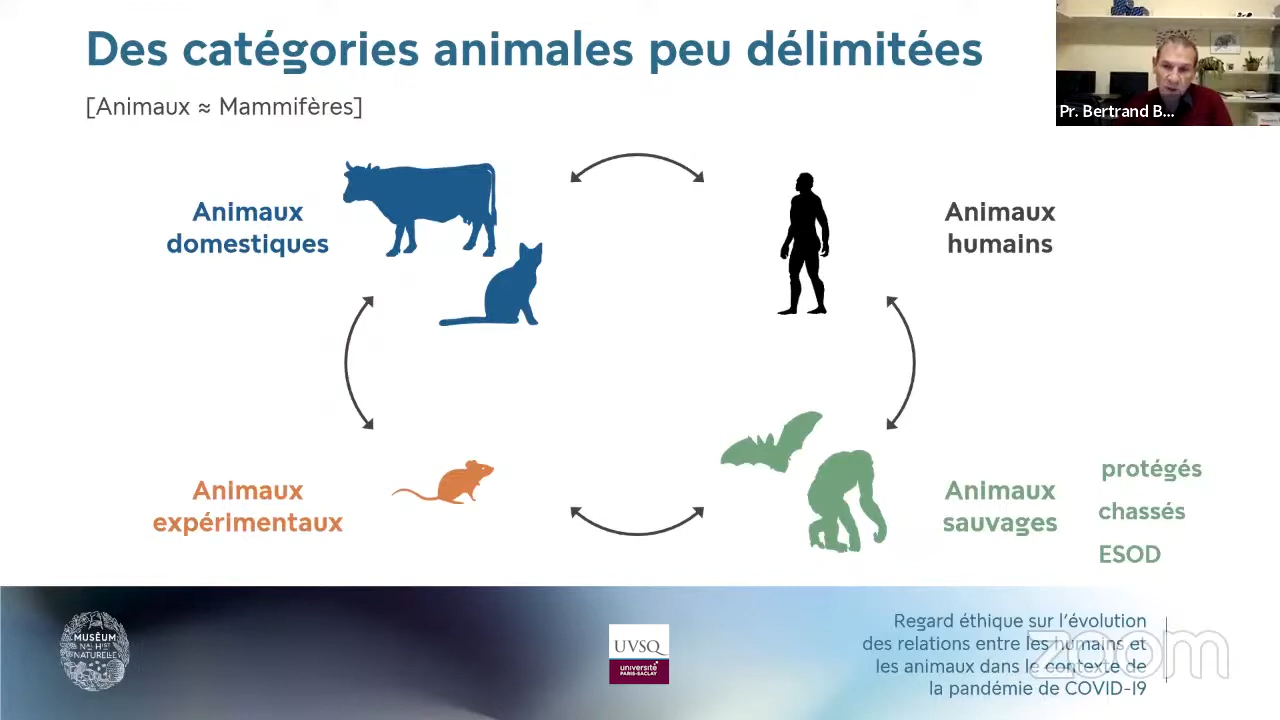 Des catégories animales peu délimitées
[Animaux ≈ Mammifères]
Pr. Bertrand B...
Animaux
domestiques
Animaux
humains
Animaux
expérimentaux
Animaux
sauvages
protégés
chassés
ESOD
MUSÉUM
NAL HIST
NATURELLE
UVSQ
université
PARIS-SACLAY
Regard éthique sur l'évolution
des relations entre les humains et
les animaux dans le contexte de
la pandémie de COVID-19
zoom